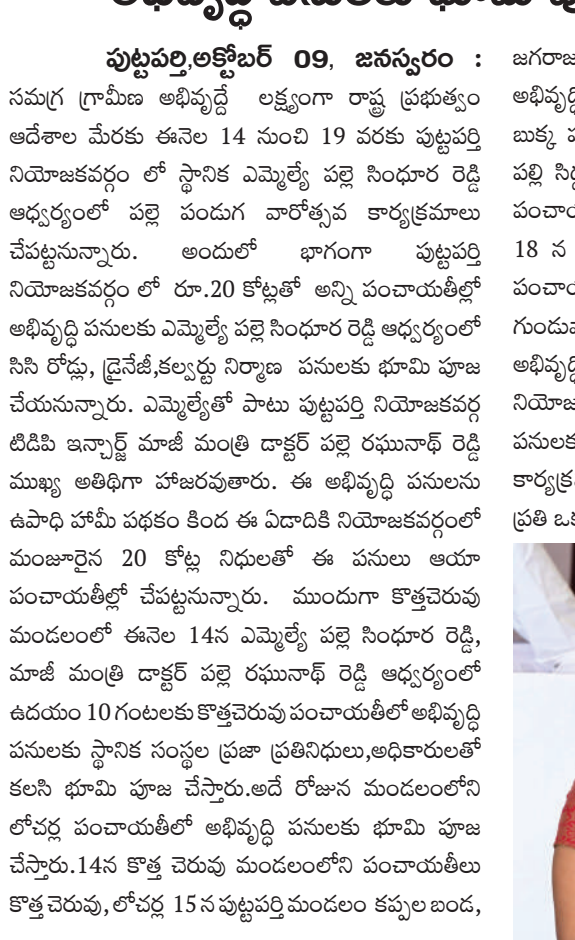 పుట్టపర్తి,అక్టోబర్ 09, జనస్వరం :
సమగ్ర గ్రామీణ అభివృద్దే లక్ష్యంగా రాష్ట్ర ప్రభుత్వం
ఆదేశాల మేరకు ఈనెల 14 నుంచి 19 వరకు పుట్టపర్తి
నియోజకవర్గం లో స్థానిక ఎమ్మెల్యే పల్లె సింధూర రెడ్డి
ఆధ్వర్యంలో పల్లె పండుగ వారోత్సవ కార్యక్రమాలు
చేపట్టనున్నారు. అందులో భాగంగా పుట్టపర్తి
నియోజకవర్గం లో రూ.20 కోట్లతో అన్ని పంచాయతీల్లో
అభివృద్ధి పనులకు ఎమ్మెల్యే పల్లె సింధూర రెడ్డి ఆధ్వర్యంలో
సిసి రోడ్లు, డ్రైనేజీ,కల్వర్టు నిర్మాణ పనులకు భూమి పూజ
చేయనున్నారు. ఎమ్మెల్యేతో పాటు పుట్టపర్తి నియోజకవర్గ
టిడిపి ఇన్చార్జ్ మాజీ మంత్రి డాక్టర్ పల్లె రఘునాథ్ రెడ్డి
ముఖ్య అతిథిగా హాజరవుతారు. ఈ అభివృద్ధి పనులను
ఉపాధి హామీ పథకం కింద ఈ ఏడాదికి నియోజకవర్గంలో
మంజూరైన 20 కోట్ల నిధులతో ఈ పనులు ఆయా
పంచాయతీల్లో చేపట్టనున్నారు. ముందుగా కొత్తచెరువు
మండలంలో ఈనెల 14న ఎమ్మెల్యే పల్లె సింధూర రెడ్డి,
మాజీ మంత్రి డాక్టర్ పల్లె రఘునాథ్ రెడ్డి ఆధ్వర్యంలో
ఉదయం 10 గంటలకు కొత్తచెరువు పంచాయతీలో అభివృద్ధి
పనులకు స్థానిక సంస్థల ప్రజా ప్రతినిధులు,అధికారులతో
కలసి భూమి పూజ చేస్తారు.అదే రోజున మండలంలోని
లోచర్ల పంచాయతీలో అభివృద్ధి పనులకు భూమి పూజ
చేస్తారు.14న కొత్త చెరువు మండలంలోని పంచాయతీలు
కొత్త చెరువు, లోచర్ల 15 న పుట్టపర్తి మండలం కప్పల బండ,
బుక్క
పల్లి
18 న
ప్రతి